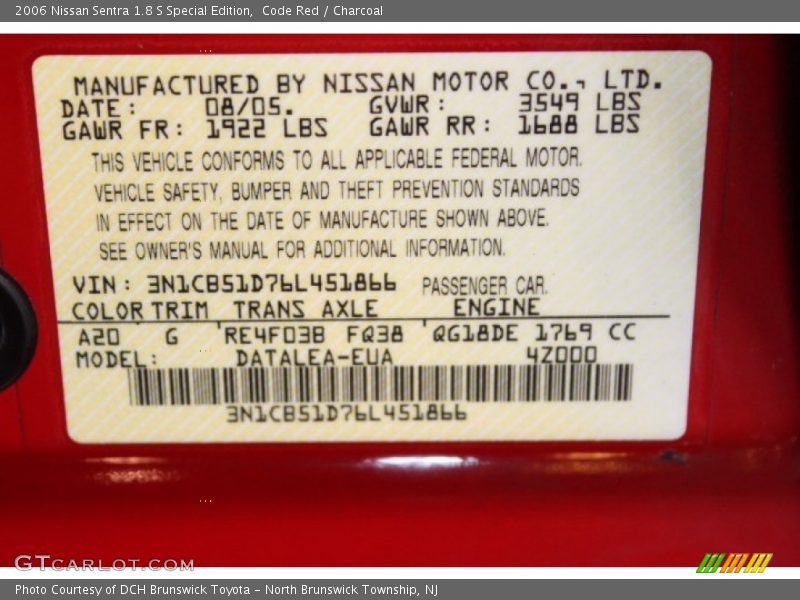 2006 Nissan Sentra 1.8 S Special Edition,  Code Red / Charcoal
MANUFACTURED BY NISSAN MOTOR CO., LTD.
DATE: 08/05. GVWR: 3549 LBS
GAWR FR: 1922 LBS GAWR RR: 1688 LBS
THIS VEHICLE CONFORMS TO ALL APPLICABLE FEDERAL MOTOR.
VEHICLE SAFETY, BUMPER AND THEFT PREVENTION STANDARDS
IN EFFECT ON THE DATE OF MANUFACTURE SHOWN ABOVE.
SEE OWNER'S MANUAL FOR ADDITIONAL INFORMATION.
VIN: 3N1CB51D76L451866 PASSENGER CAR.
COLOR TRIM TRANS AXLE ENGINE
A20 G RE4F03B FQ38 QG18DE 1769 CC
MODEL: DATALEA-EUA 4Z000
3N1CB51D76L451866
GTCARLOT.COM
Photo Courtesy of DCH Brunswick Toyota - North Brunswick Township, NJ